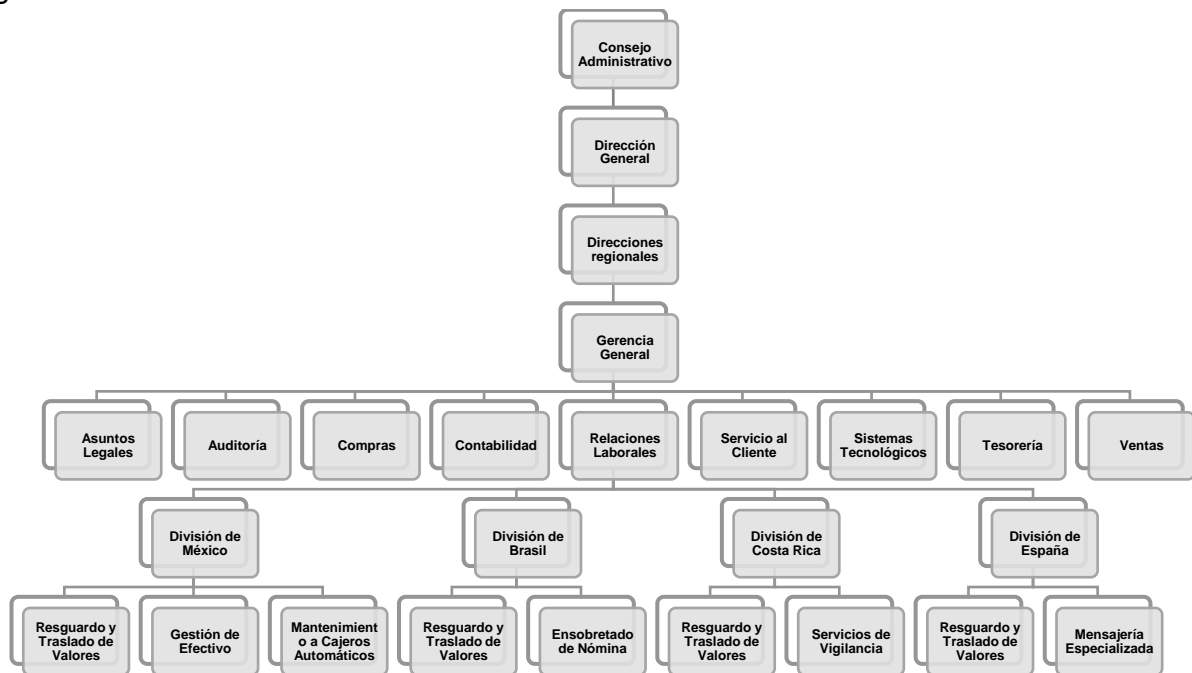 Consejo
Administrativo
Dirección
General
Direcciones
regionales
Gerencia
General
Asuntos
Legales
Auditoría
Compras
Contabilidad
Relaciones
Laborales
Servicio al
Cliente
Sistemas
Tecnológicos
Tesorería
Ventas
División de
México
División de
Brasil
División de
Costa Rica
División de
España
Resguardo y
Traslado de
Valores
Gestión de
Efectivo
Mantenimient
o a Cajeros
Automáticos
Resguardo y
Traslado de
Valores
Ensobretado
de Nómina
Resguardo y
Traslado de
Valores
Servicios de
Vigilancia
Resguardo y
Traslado de
Valores
Mensajería
Especializada